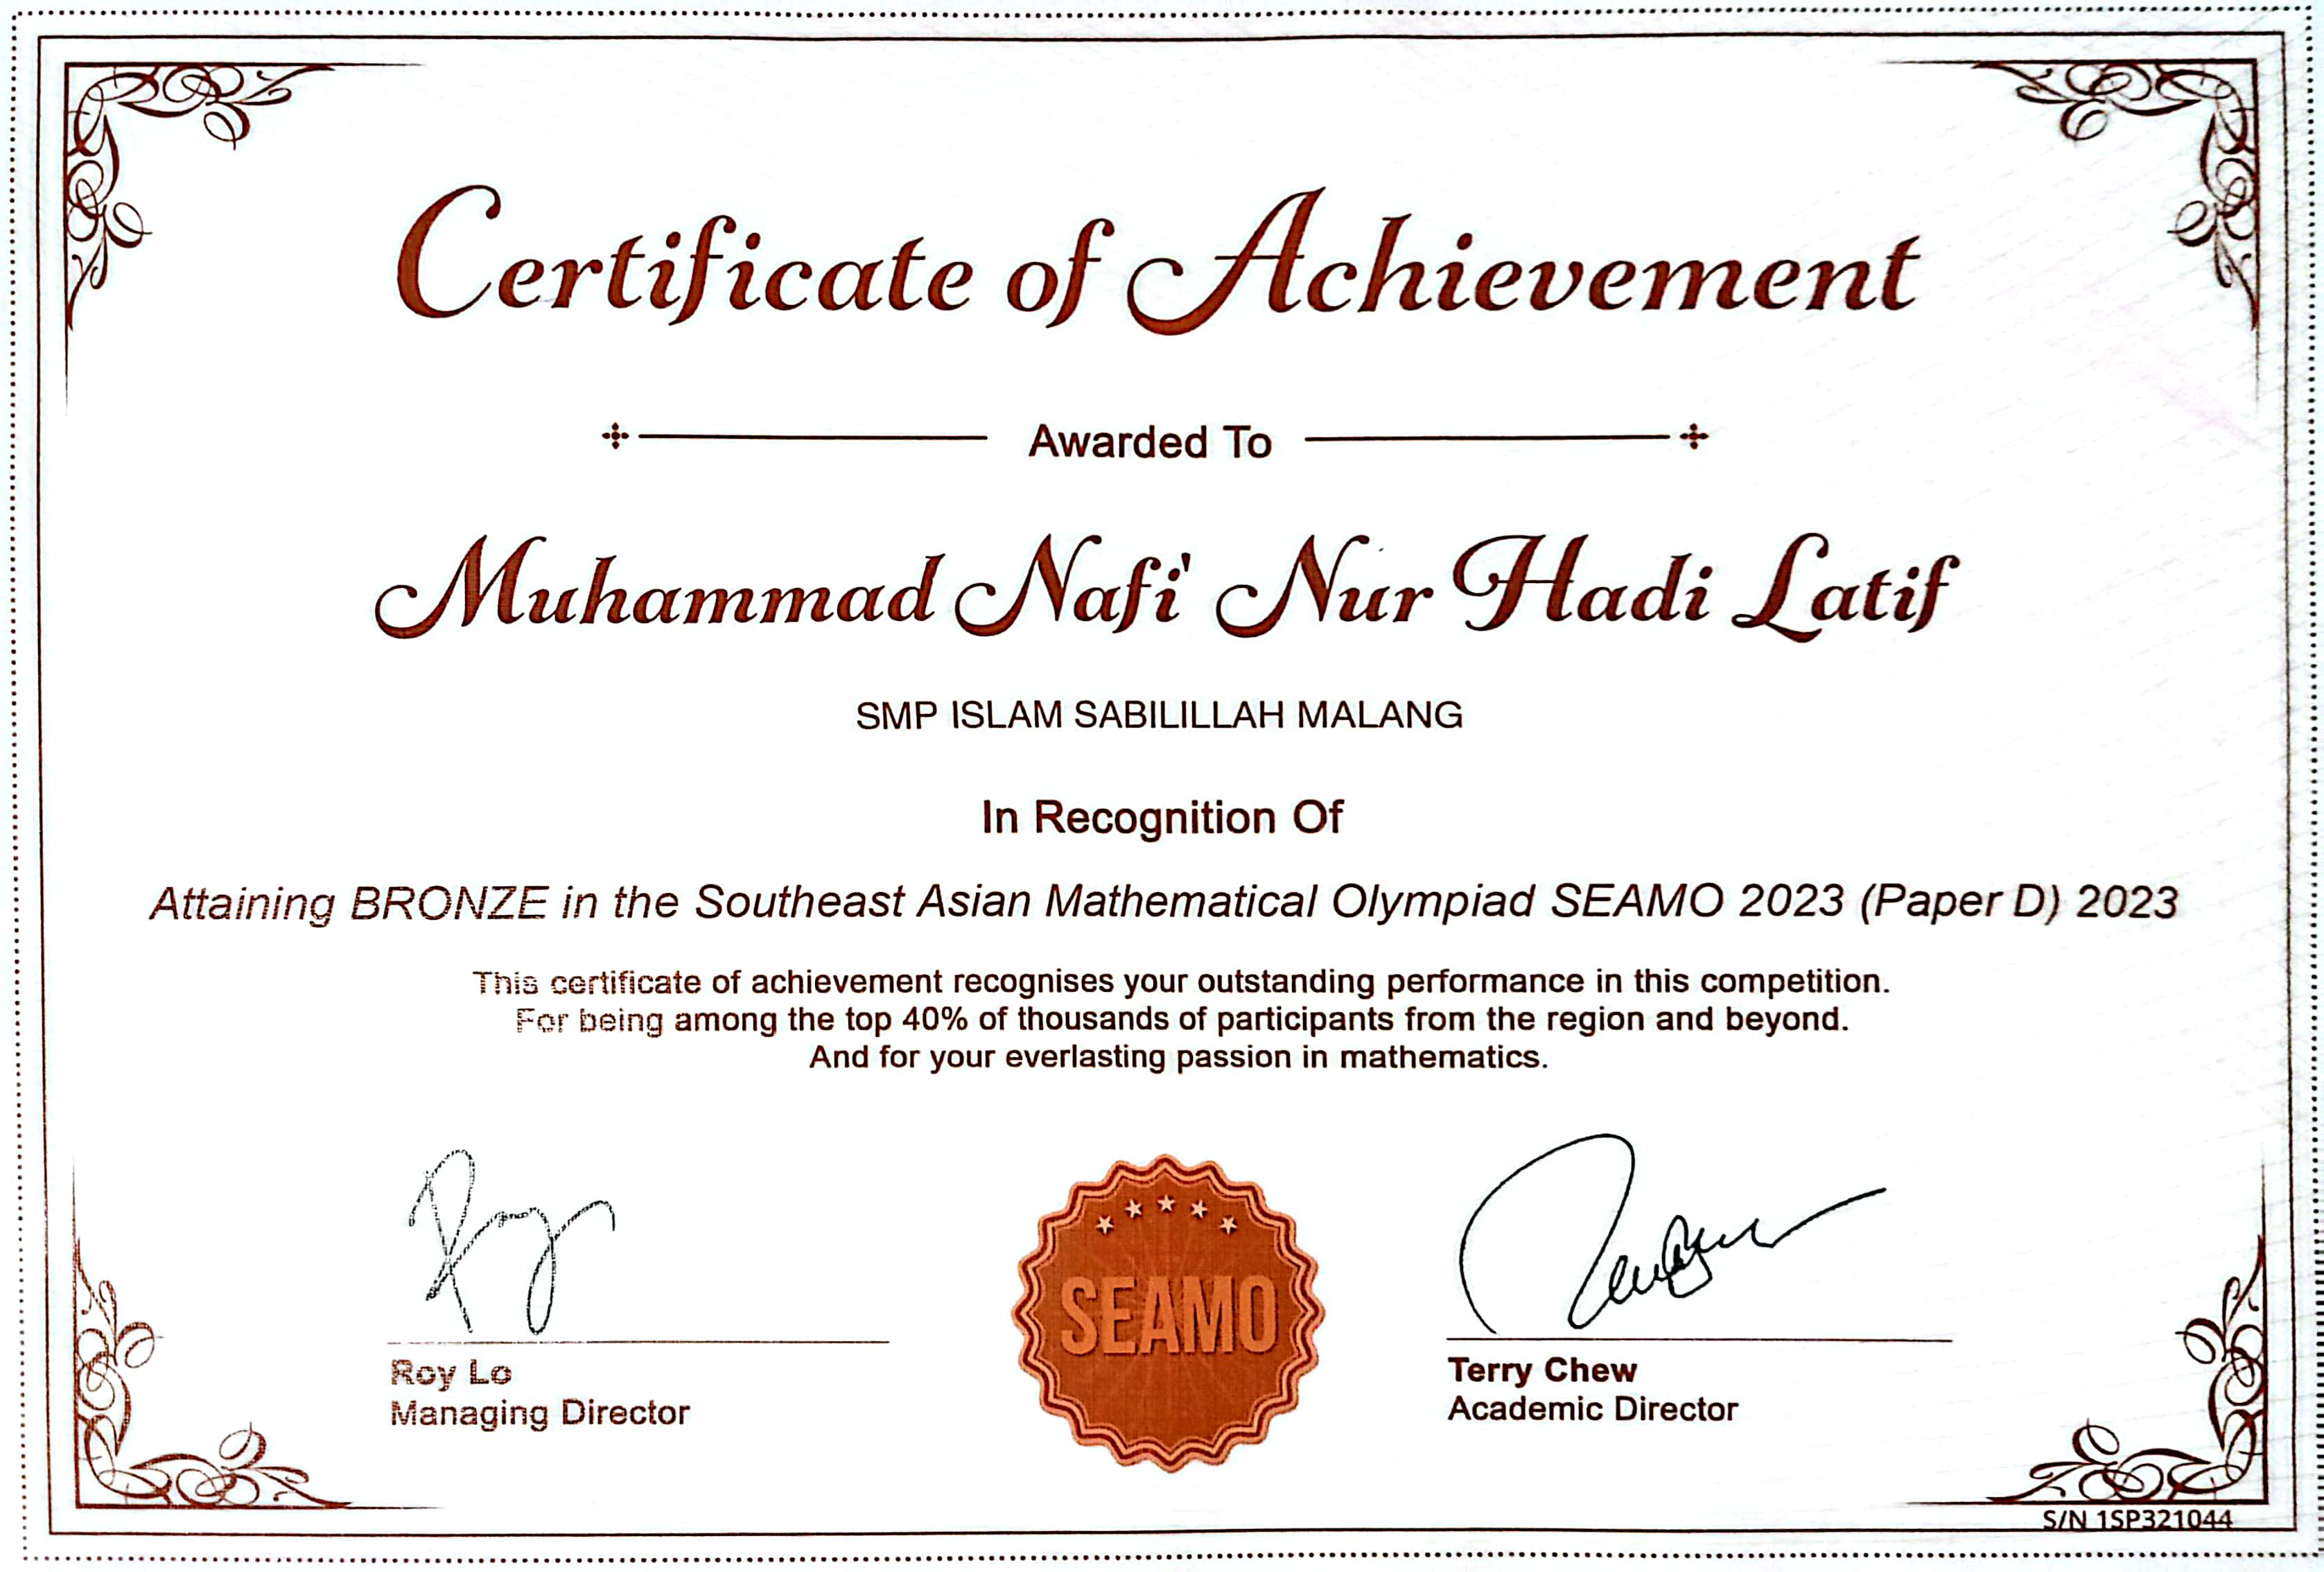 Certificate of Achievement
Awarded To
Muhammad Nafi' Nur Hadi Latif
SMP ISLAM SABILILLAH MALANG
In Recognition Of
Attaining BRONZE in the Southeast Asian Mathematical Olympiad SEAMO 2023 (Paper D) 2023
This certificate of achievement recognises your outstanding performance in this competition.
For being among the top 40% of thousands of participants from the region and beyond.
And for your everlasting passion in mathematics.
SEAMO
Roy Lo
Managing Director
Terry Chew
Academic Director
S/N 1SP321044